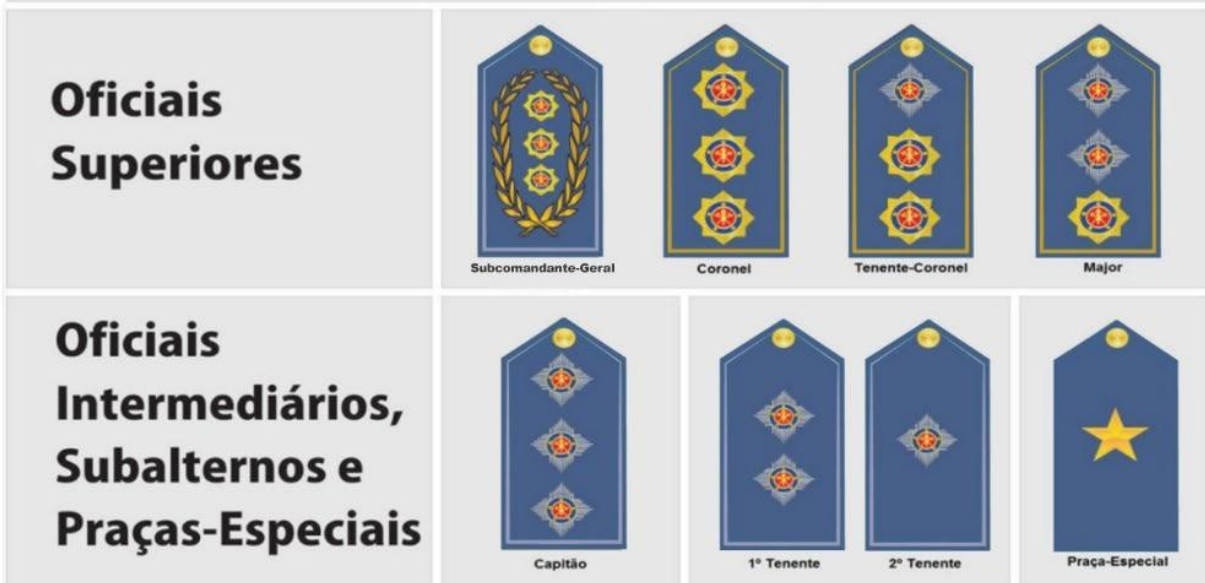 Oficiais
Superiores
Subcomandante-Geral
Coronel
Tenente-Coronel
Major
Oficiais
Intermediários,
Subalternos e
Praças-Especiais
Capitão
1º Tenente
2º Tenente
Praça-Especial